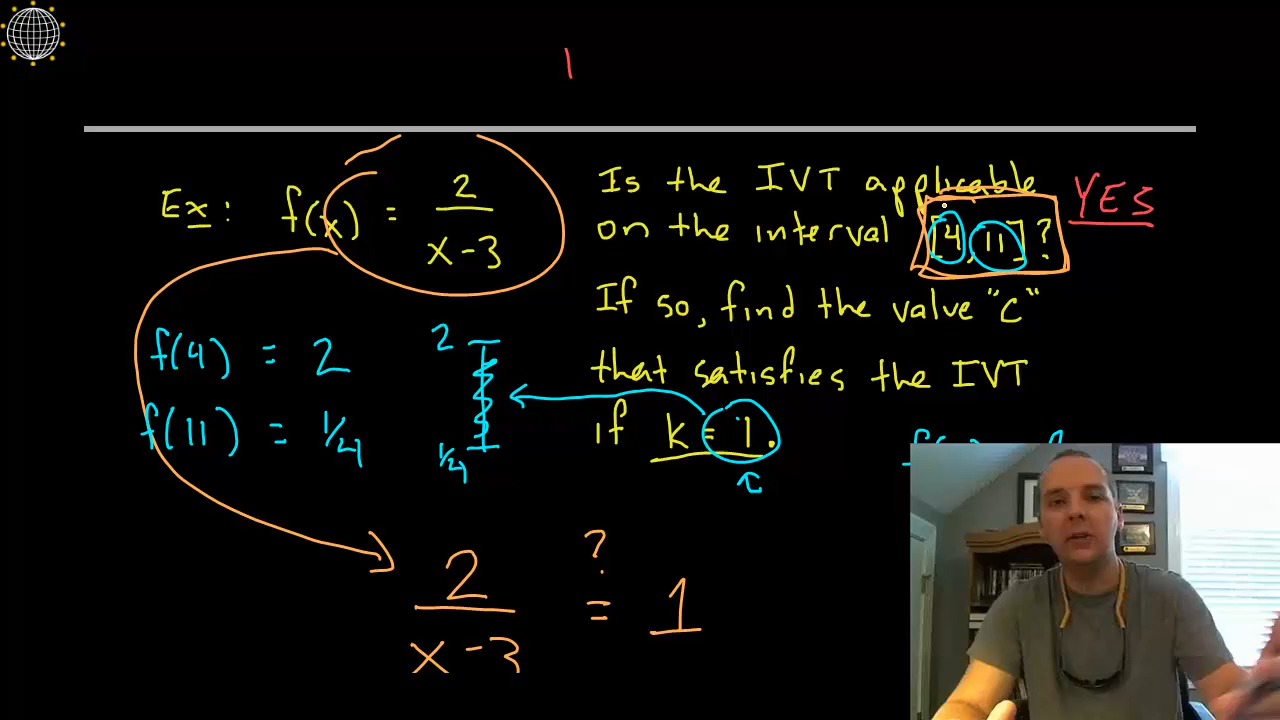 Ex: f(x) = 2 / x-3
Is the IVT applicable
on the interval [4, 11]? YES
If so, find the value "c"
that satisfies the IVT
if k = 1.
f(4) = 2
f(11) = 1/4
2
1/4
2 / x-3 ?= 1